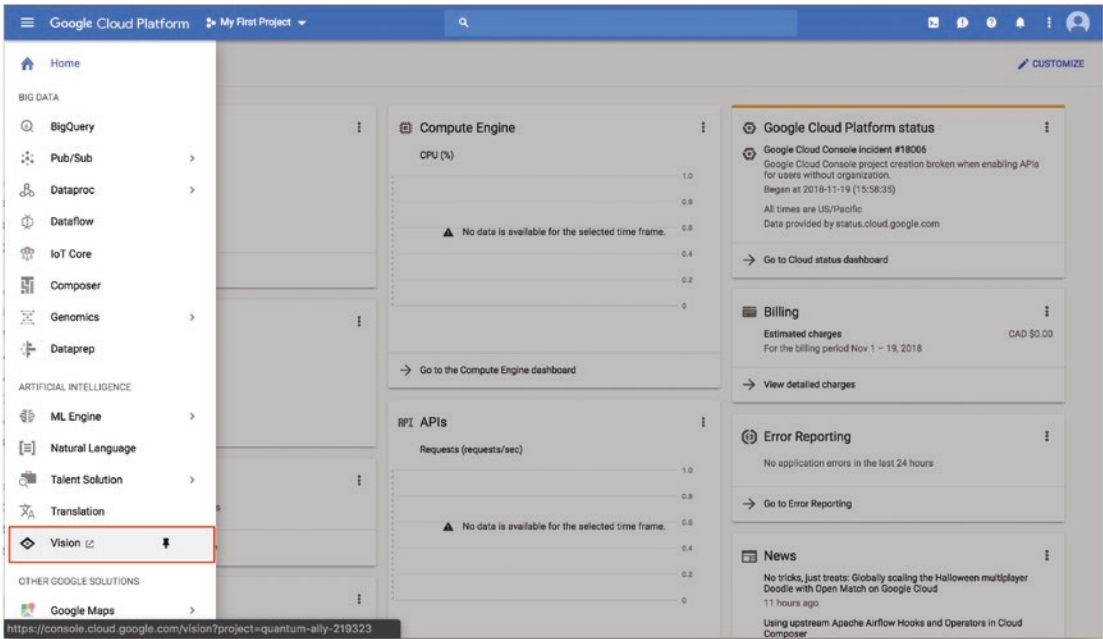 Google Cloud Platform
My First Project
Home
CUSTOMIZE
BIG DATA
BigQuery
Pub/Sub
Dataproc
Dataflow
IoT Core
Composer
Genomics
Dataprep
ARTIFICIAL INTELLIGENCE
ML Engine
Natural Language
Talent Solution
Translation
Vision
OTHER GOOGLE SOLUTIONS
Google Maps
https://console.cloud.google.com/vision?project=quantum-ally-219323
Compute Engine
CPU (%)
1.0
0.8
No data is available for the selected time frame. 0.6
0.4
0.2
0
Go to the Compute Engine dashboard
API APIs
Requests (requests/sec)
1.0
0.8
No data is available for the selected time frame. 0.6
0.4
0.2
0
Google Cloud Platform status
Google Cloud Console incident #18006
Google Cloud Console project creation broken when enabling APIs
for users without organization.
Began at 2018-11-19 (15:58:35)
All times are US/Pacific
Data provided by status.cloud.google.com
Go to Cloud status dashboard
Billing
Estimated charges CAD $0.00
For the billing period Nov 1 – 19, 2018
View detailed charges
Error Reporting
No application errors in the last 24 hours
Go to Error Reporting
News
No tricks, just treats: Globally scaling the Halloween multiplayer
Doodle with Open Match on Google Cloud
11 hours ago
Using upstream Apache Airflow Hooks and Operators in Cloud
Composer